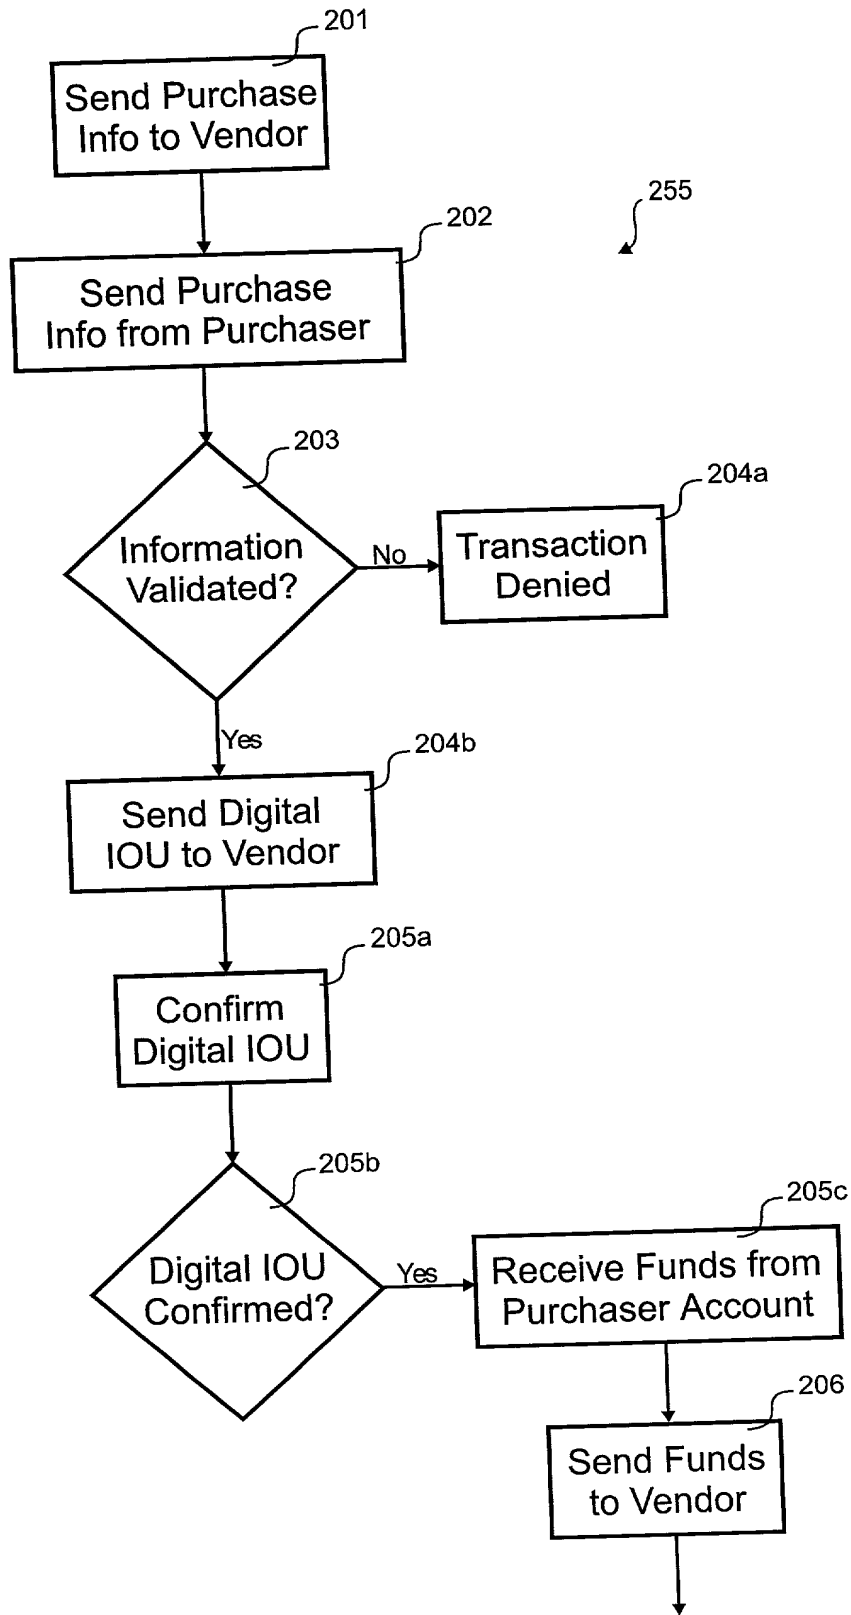 201
Send Purchase
Info to Vendor
255
202
Send Purchase
Info from Purchaser
203
Information
Validated?
No
204a
Transaction
Denied
Yes
204b
Send Digital
IOU to Vendor
205a
Confirm
Digital IOU
205b
Digital IOU
Confirmed?
Yes
205c
Receive Funds from
Purchaser Account
206
Send Funds
to Vendor